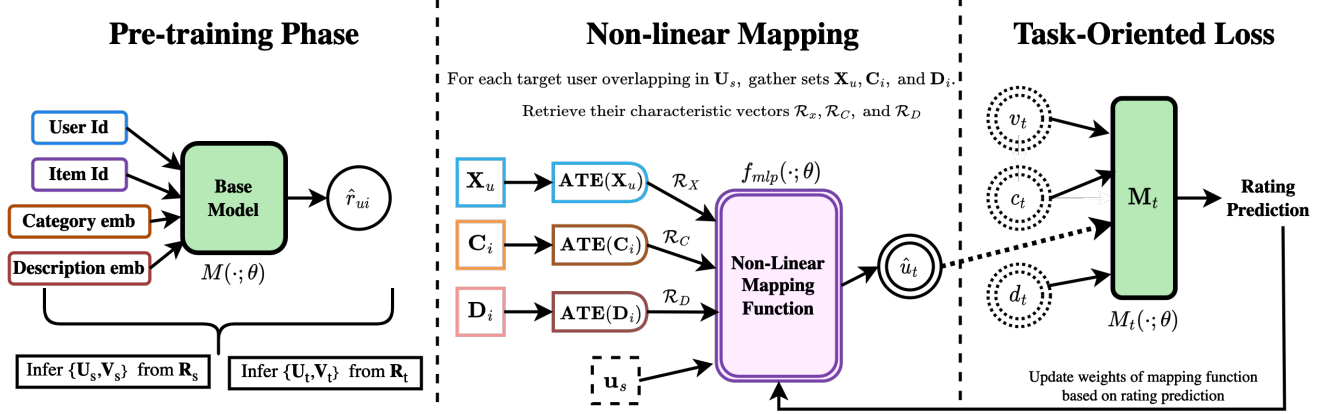 Pre-training Phase
User Id
Item Id
Category emb
Description emb
Base
Model
M(·;θ)
r̂ui
Infer {Us,Vs} from Rs
Infer {Ut,Vt} from Rt
Non-linear Mapping
For each target user overlapping in Us, gather sets Xu, Ci, and Di.
Retrieve their characteristic vectors Rx, RC, and RD
Xu
ATE(Xu)
RX
Ci
ATE(Ci)
RC
Di
ATE(Di)
RD
us
fmlp(·;θ)
Non-Linear
Mapping
Function
ût
Task-Oriented Loss
vt
ct
dt
Mt
Mt(·;θ)
Rating
Prediction
Update weights of mapping function
based on rating prediction